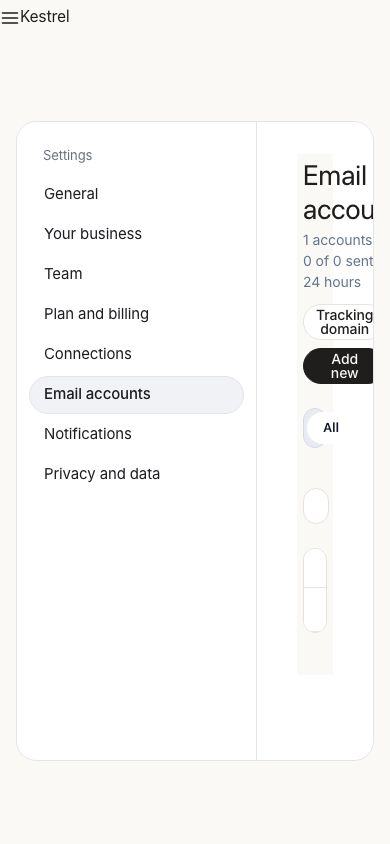 Kestrel
Settings
General
Your business
Team
Plan and billing
Connections
Email accounts
Notifications
Privacy and data
Email
accou
1 accounts
0 of 0 sent
24 hours
Tracking
domain
Add
new
All